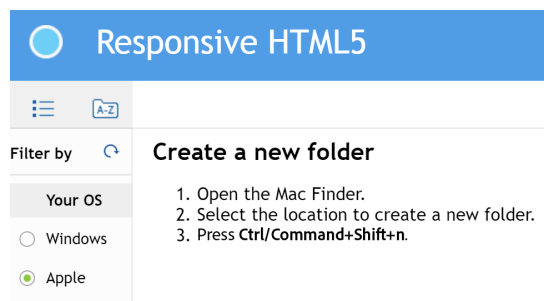 Responsive HTML5
A-Z
Filter by
Create a new folder
Your OS
1. Open the Mac Finder.
2. Select the location to create a new folder.
3. Press Ctrl/Command+Shift+n.
Windows
Apple